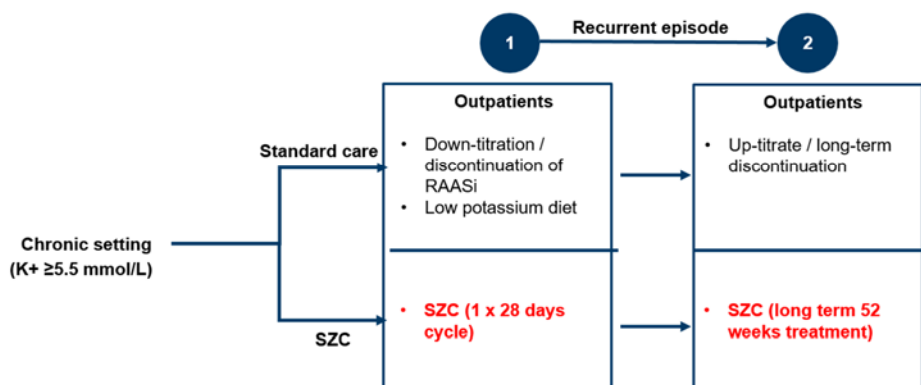 Recurrent episode
1
2
Outpatients
• Down-titration /
discontinuation of
RAASi
• Low potassium diet
Outpatients
• Up-titrate / long-term
discontinuation
Standard care
Chronic setting
(K+ ≥5.5 mmol/L)
SZC
• SZC (1 x 28 days
cycle)
• SZC (long term 52
weeks treatment)